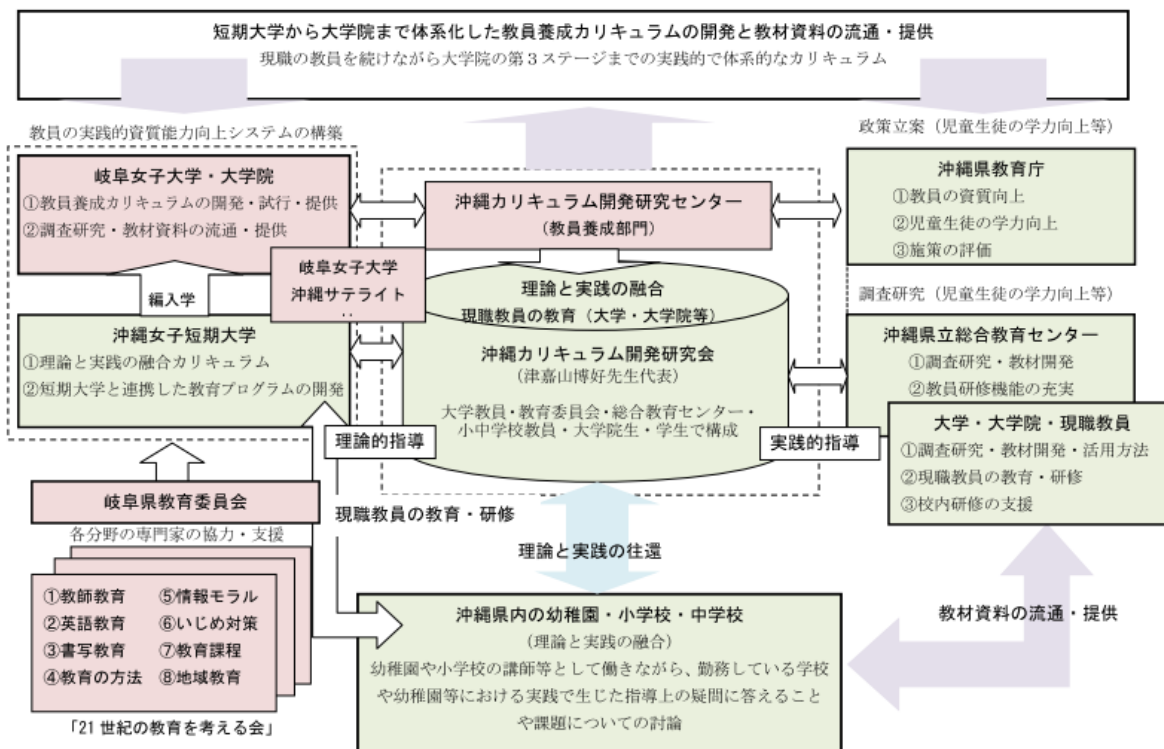 短期大学から大学院まで体系化した教員養成カリキュラムの開発と教材資料の流通・提供
現職の教員を続けながら大学院の第３ステージまでの実践的で体系的なカリキュラム
教員の実践的資質能力向上システムの構築
岐阜女子大学・大学院
①教員養成カリキュラムの開発・試行・提供
②調査研究・教材資料の流通・提供
岐阜女子大学
沖縄サテライト
‥
編入学
沖縄女子短期大学
①理論と実践の融合カリキュラム
②短期大学と連携した教育プログラムの開発
沖縄カリキュラム開発研究センター
(教員養成部門)
理論と実践の融合
現職教員の教育（大学・大学院等）
沖縄カリキュラム開発研究会
(津嘉山博好先生代表)
大学教員・教育委員会・総合教育センター・
小中学校教員・大学院生・学生で構成
理論的指導
実践的指導
政策立案（児童生徒の学力向上等）
沖縄県教育庁
①教員の資質向上
②児童生徒の学力向上
③施策の評価
調査研究（児童生徒の学力向上等）
沖縄県立総合教育センター
①調査研究・教材開発
②教員研修機能の充実
大学・大学院・現職教員
①調査研究・教材開発・活用方法
②現職教員の教育・研修
③校内研修の支援
岐阜県教育委員会
各分野の専門家の協力・支援
①教師教育 ⑤情報モラル
②英語教育 ⑥いじめ対策
③書写教育 ⑦教育課程
④教育の方法 ⑧地域教育
「21 世紀の教育を考える会」
現職教員の教育・研修
理論と実践の往還
教材資料の流通・提供
沖縄県内の幼稚園・小学校・中学校
(理論と実践の融合)
幼稚園や小学校の講師等として働きながら、勤務している学校
や幼稚園等における実践で生じた指導上の疑問に答えること
や課題についての討論